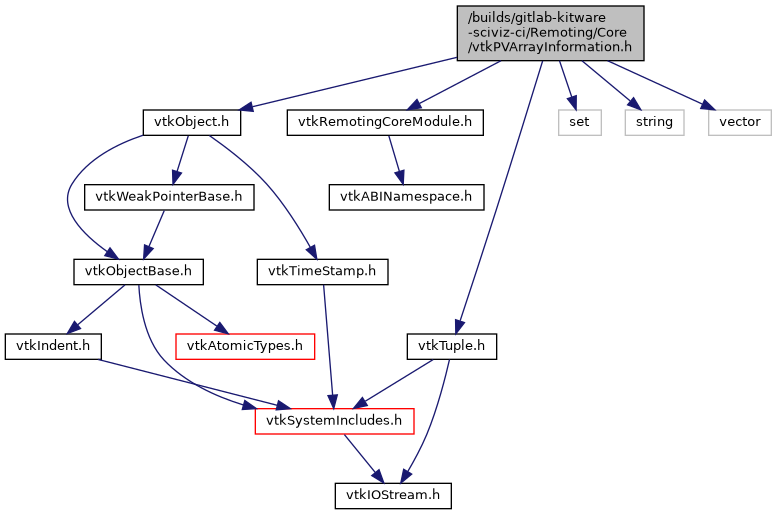 /builds/gitlab-kitware
-sciviz-ci/Remoting/Core
/vtkPVArrayInformation.h
vtkObject.h
vtkRemotingCoreModule.h
set
string
vector
vtkWeakPointerBase.h
vtkABINamespace.h
vtkObjectBase.h
vtkTimeStamp.h
vtkIndent.h
vtkAtomicTypes.h
vtkTuple.h
vtkSystemIncludes.h
vtkIOStream.h